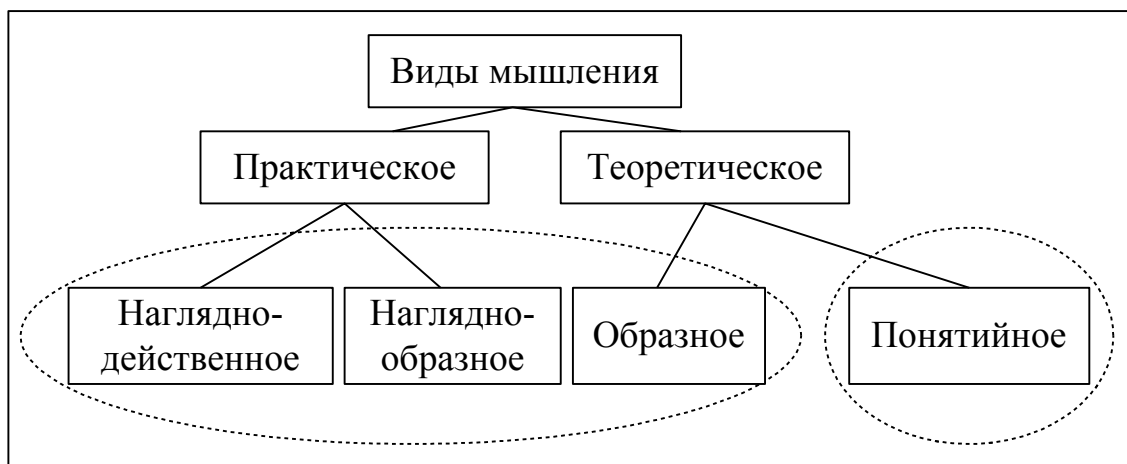 Виды мышления
Практическое
Теоретическое
Наглядно-
действенное
Наглядно-
образное
Образное
Понятийное